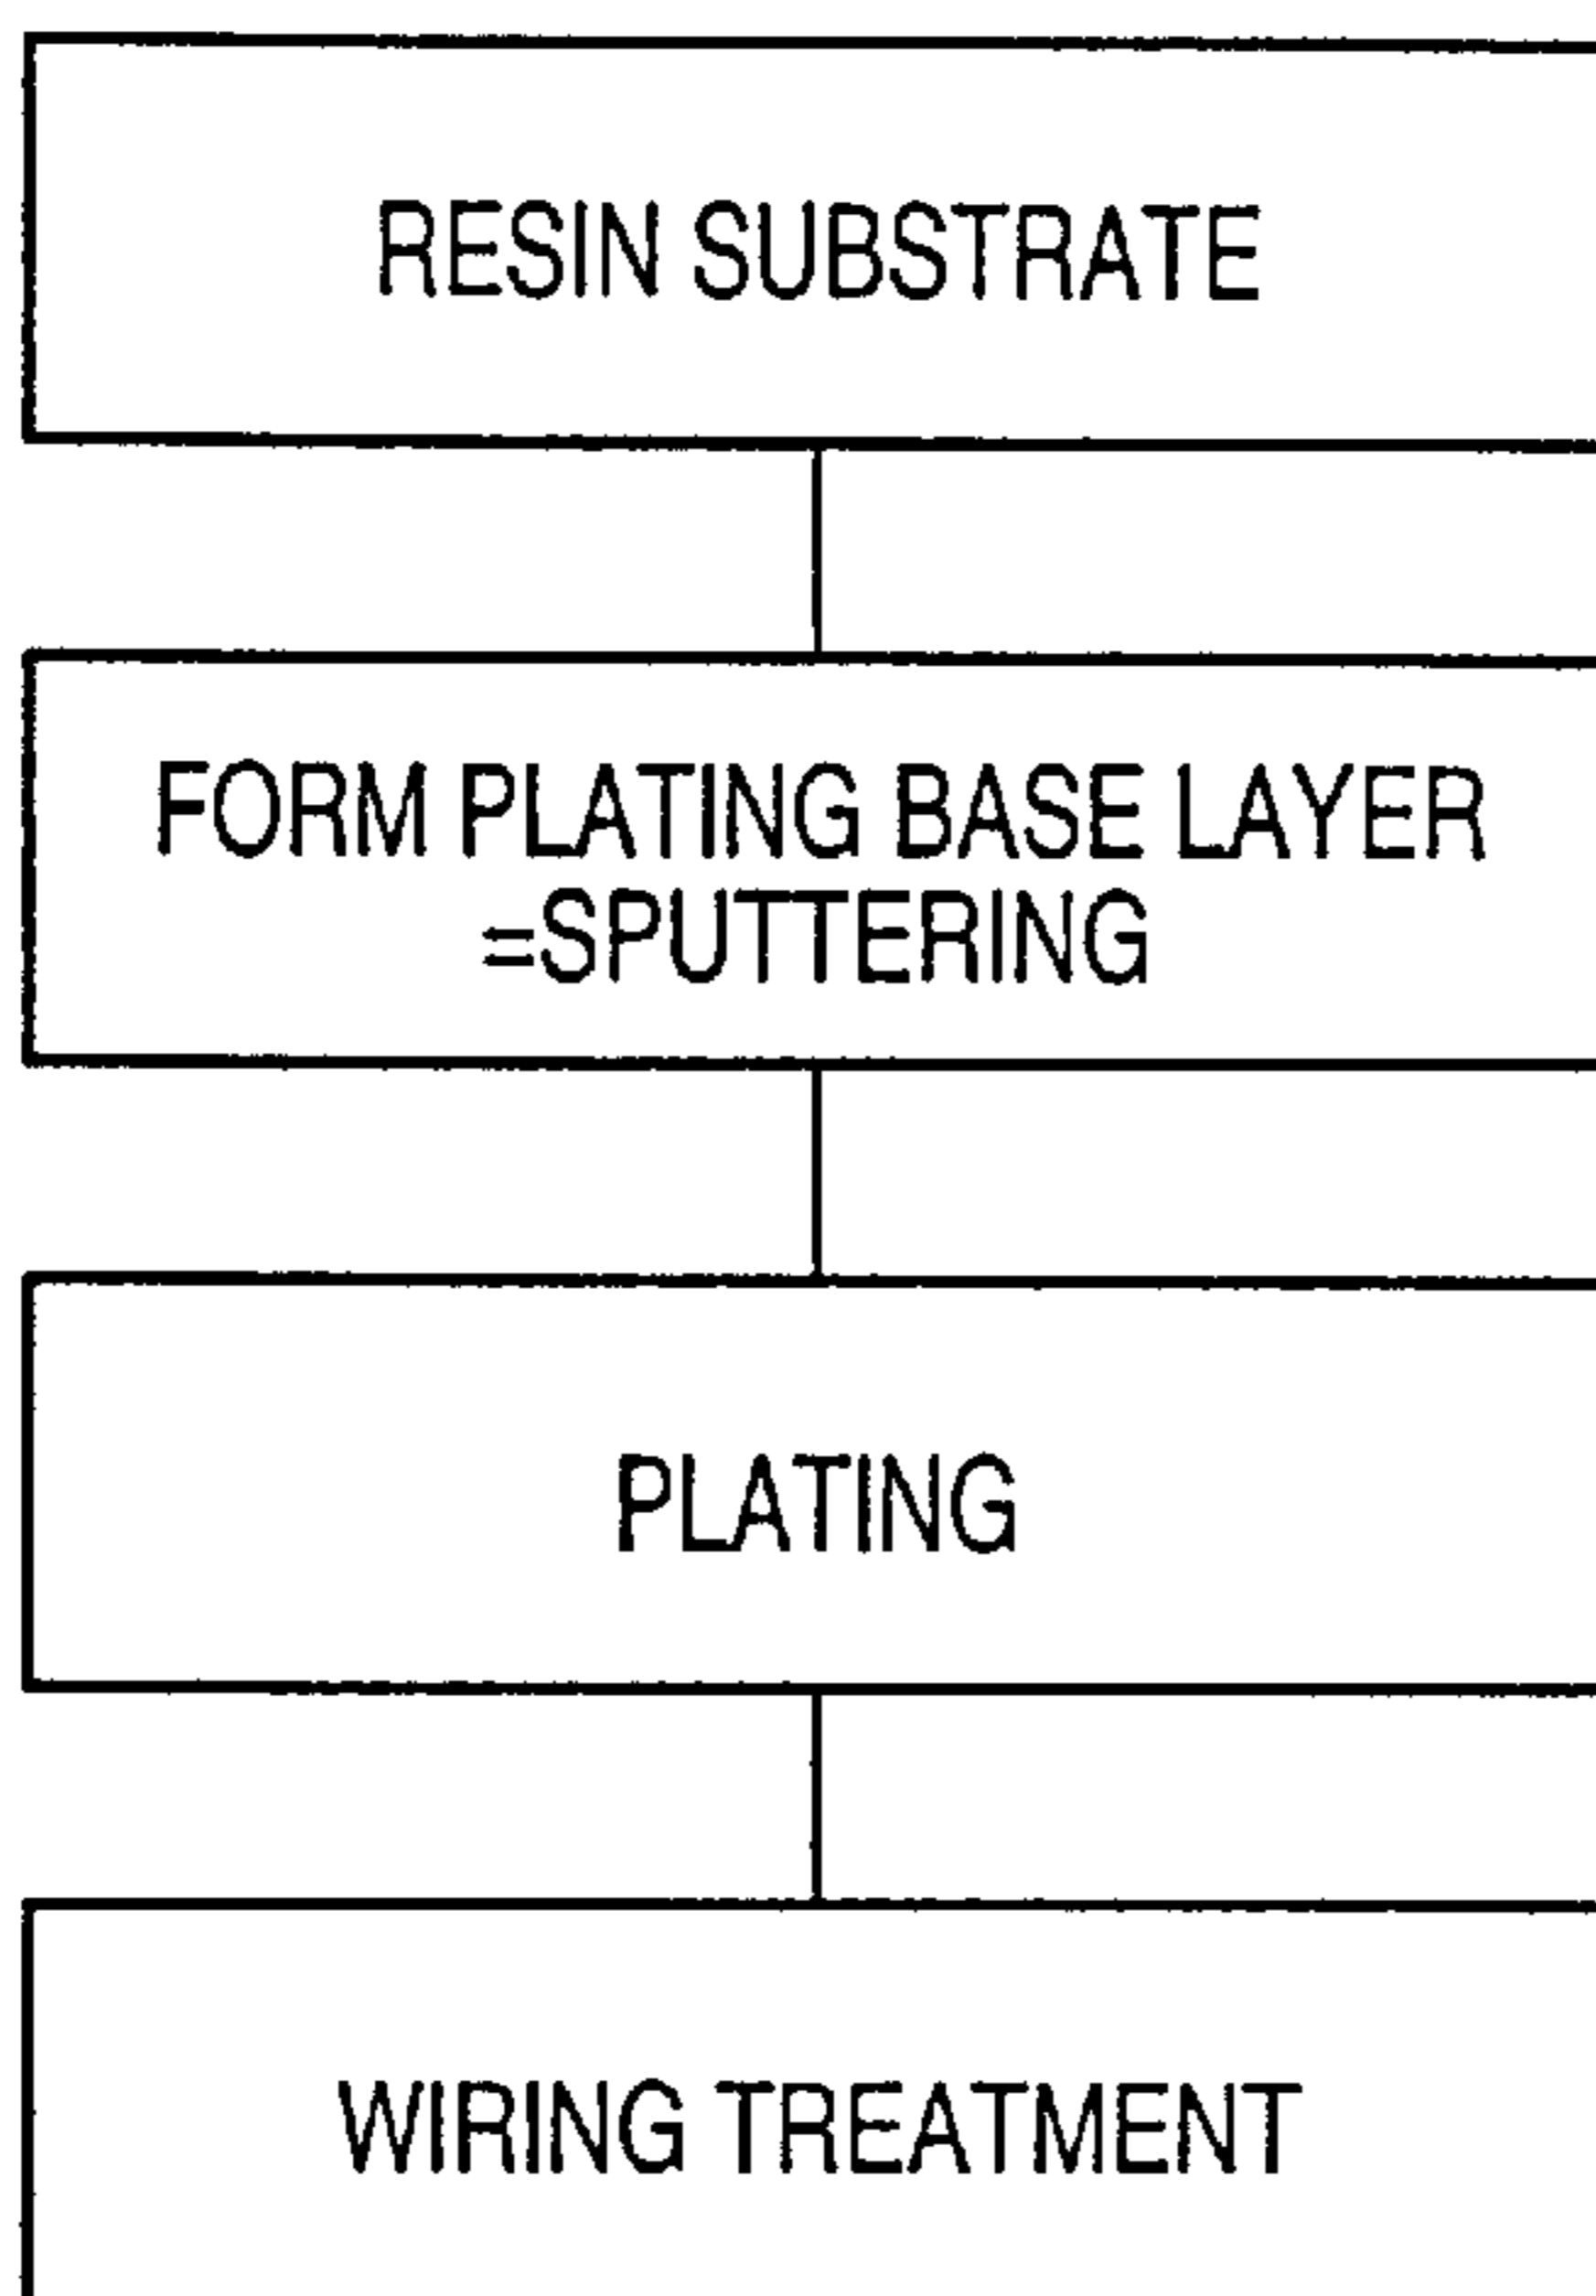 RESIN SUBSTRATE
FORM PLATING BASE LAYER
=SPUTTERING
PLATING
WIRING TREATMENT